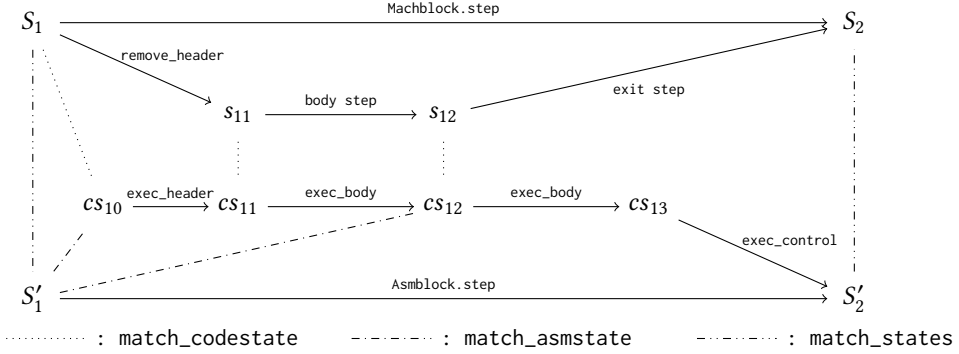 Machblock.step
S1 S2
remove_header
body step
exit step
s11 s12
exec_header exec_body exec_body
cs10 cs11 cs12 cs13
exec_control
Asmblock.step
S′1 S′2
: match_codestate : match_asmstate : match_states